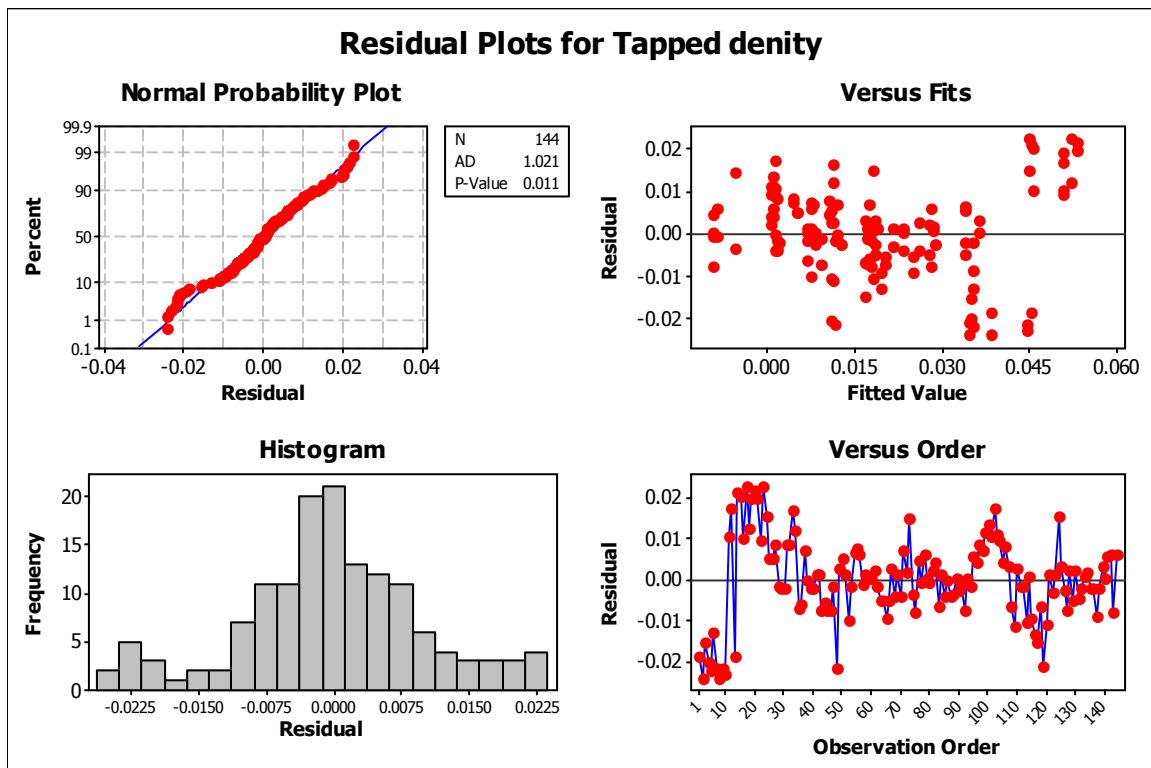 Residual Plots for Tapped denity
Normal Probability Plot
99.9
99
90
50
10
1
0.1
Percent
-0.04 -0.02 0.00 0.02 0.04
Residual
N 144
AD 1.021
P-Value 0.011
Versus Fits
0.02
0.01
0.00
-0.01
-0.02
Residual
0.000 0.015 0.030 0.045 0.060
Fitted Value
Histogram
20
15
10
5
0
Frequency
-0.0225 -0.0150 -0.0075 0.0000 0.0075 0.0150 0.0225
Residual
Versus Order
0.02
0.01
0.00
-0.01
-0.02
Residual
1 10 20 30 40 50 60 70 80 90 100 110 120 130 140
Observation Order